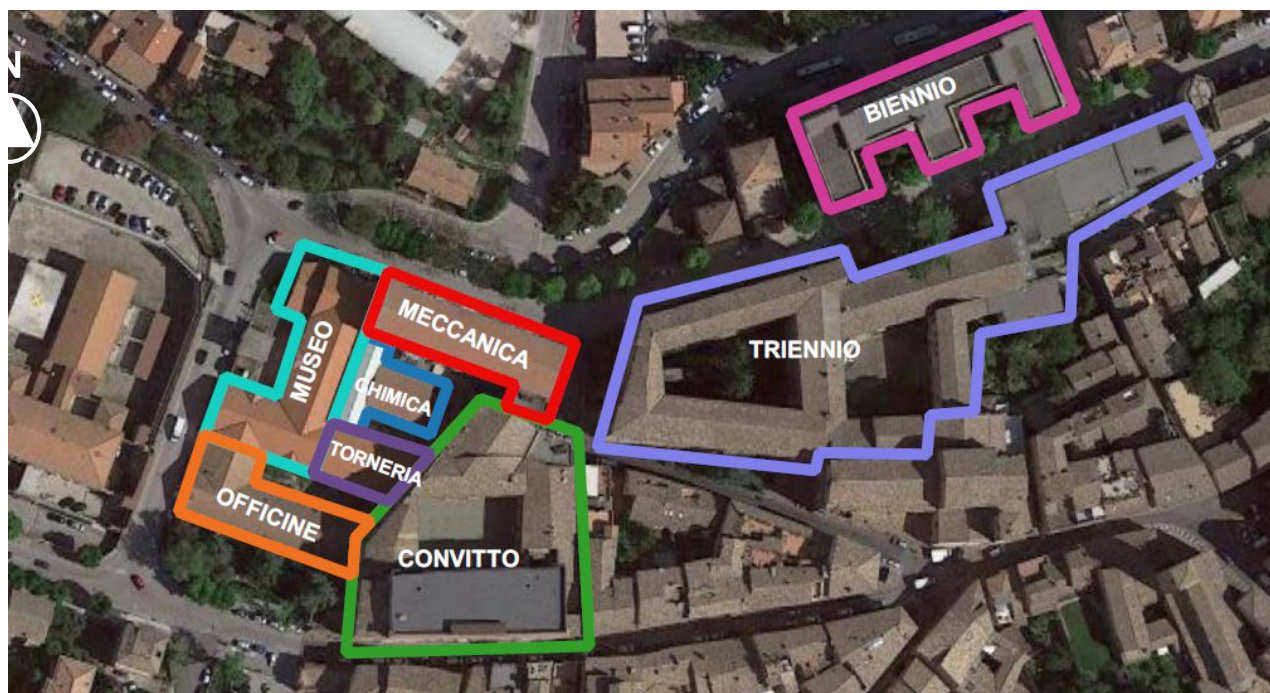 N
BIENNIO
MECCANICA
MUSEO
TRIENNIO
CHIMICA
TORNERIA
OFFICINE
CONVITTO